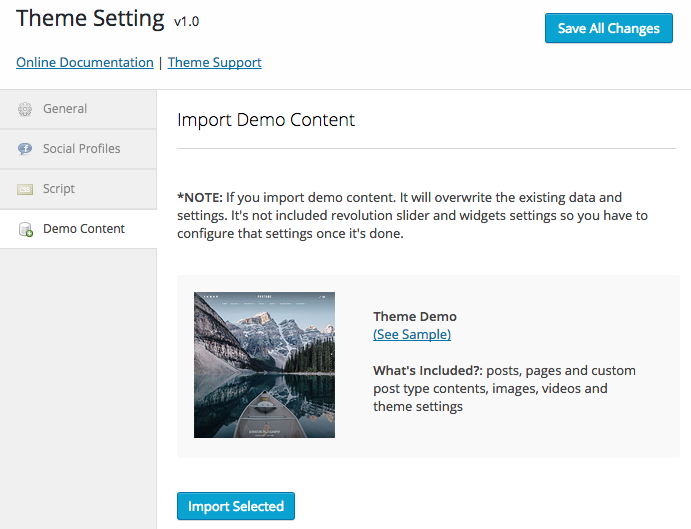 Theme Setting v1.0
Save All Changes
Online Documentation | Theme Support
General
Social Profiles
Script
Demo Content
Import Demo Content
*NOTE: If you import demo content. It will overwrite the existing data and
settings. It's not included revolution slider and widgets settings so you have to
configure that settings once it's done.
Theme Demo
(See Sample)
What's Included?: posts, pages and custom
post type contents, images, videos and
theme settings
Import Selected